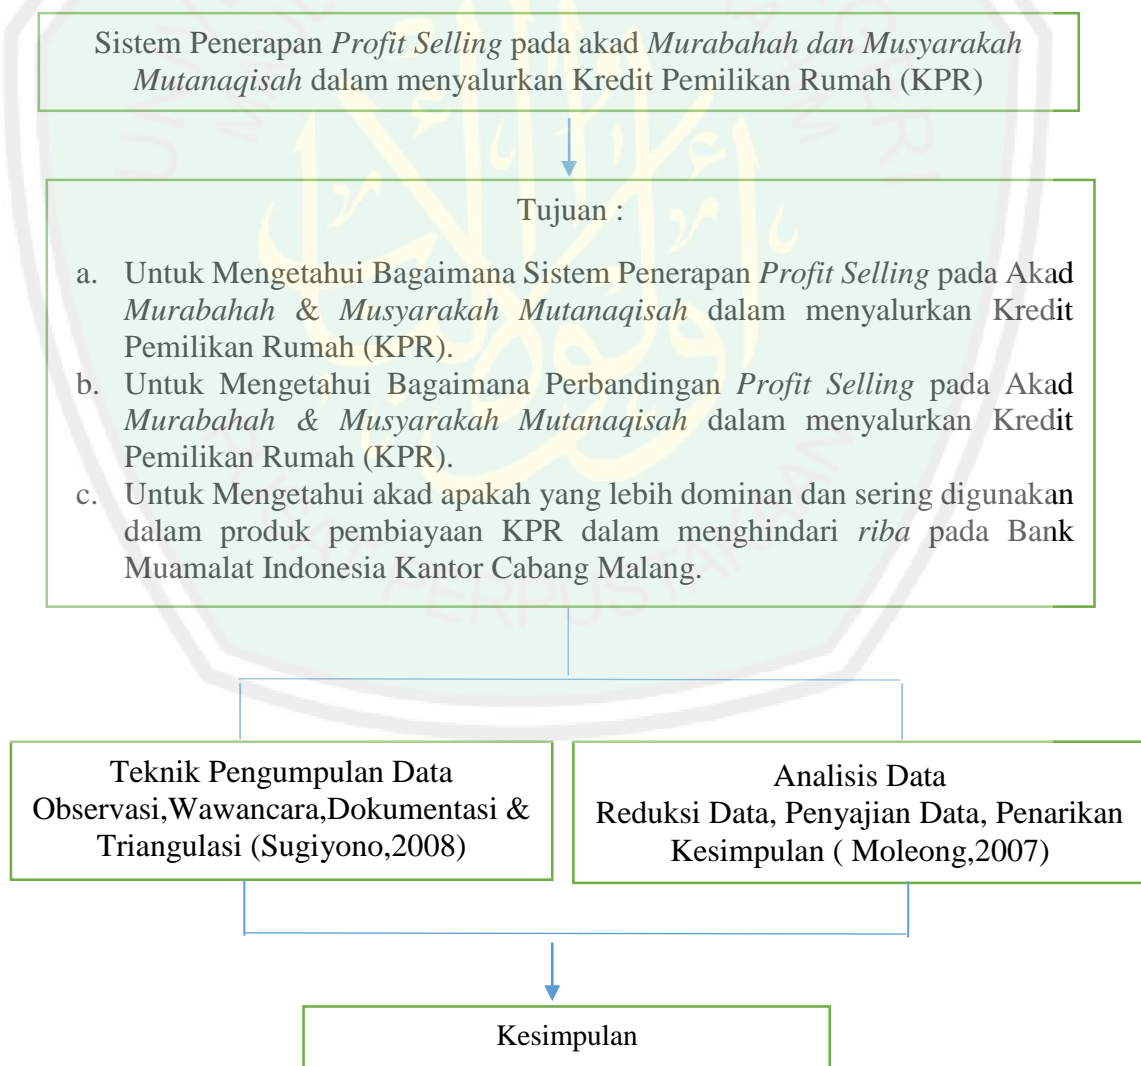 Sistem Penerapan Profit Selling pada akad Murabahah dan Musyarakah
Mutanaqisah dalam menyalurkan Kredit Pemilikan Rumah (KPR)
Tujuan :
a. Untuk Mengetahui Bagaimana Sistem Penerapan Profit Selling pada Akad
Murabahah & Musyarakah Mutanaqisah dalam menyalurkan Kredit
Pemilikan Rumah (KPR).
b. Untuk Mengetahui Bagaimana Perbandingan Profit Selling pada Akad
Murabahah & Musyarakah Mutanaqisah dalam menyalurkan Kredit
Pemilikan Rumah (KPR).
c. Untuk Mengetahui akad apakah yang lebih dominan dan sering digunakan
dalam produk pembiayaan KPR dalam menghindari riba pada Bank
Muamalat Indonesia Kantor Cabang Malang.
Teknik Pengumpulan Data
Observasi,Wawancara,Dokumentasi &
Triangulasi (Sugiyono,2008)
Analisis Data
Reduksi Data, Penyajian Data, Penarikan
Kesimpulan ( Moleong,2007)
Kesimpulan